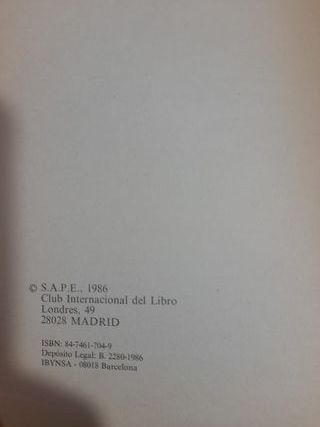 © S.A.P.E., 1986
Club Internacional del Libro
Londres, 49
28028 MADRID
ISBN: 84-7461-704-9
Depósito Legal: B. 2280-1986
IBYNSA - 08018 Barcelona